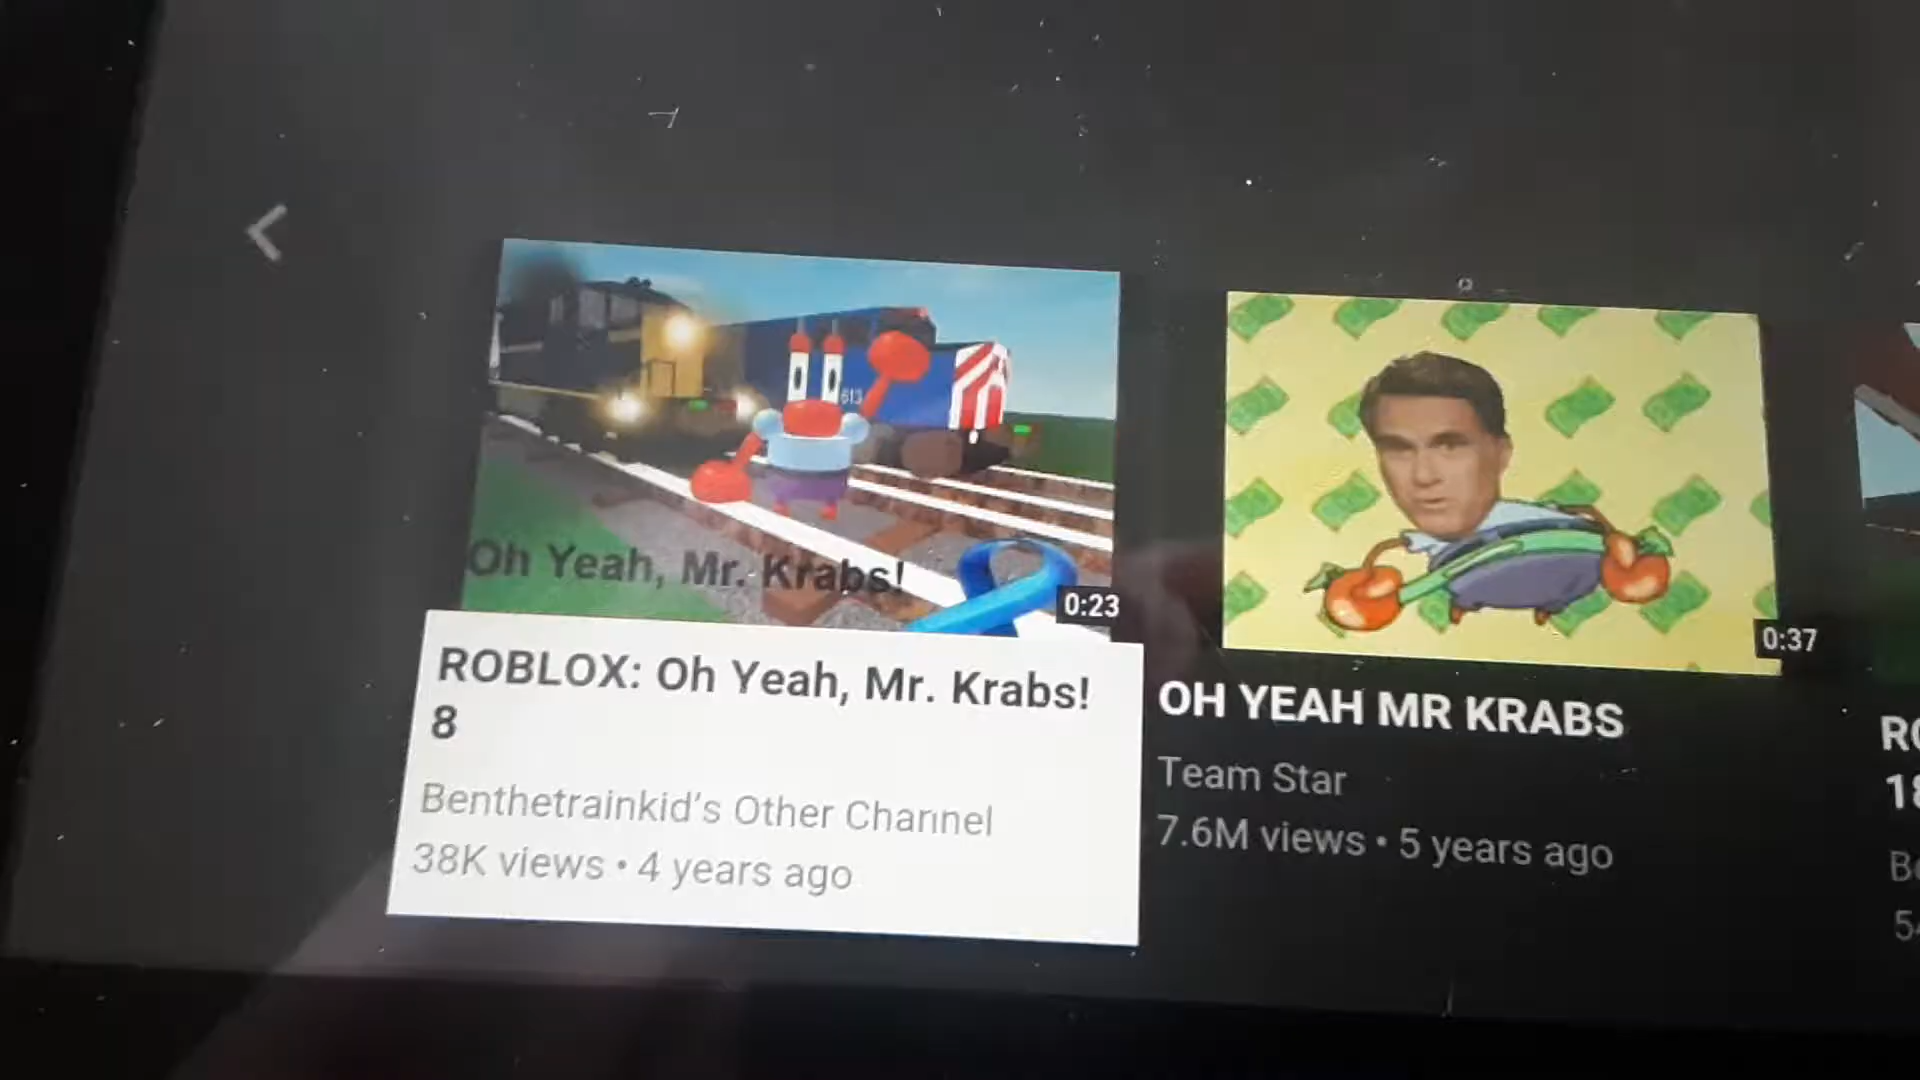 613
Oh Yeah, Mr. Krabs!
0:23
ROBLOX: Oh Yeah, Mr. Krabs!
8
Benthetrainkid's Other Channel
38K views • 4 years ago
0:37
OH YEAH MR KRABS
Team Star
7.6M views • 5 years ago